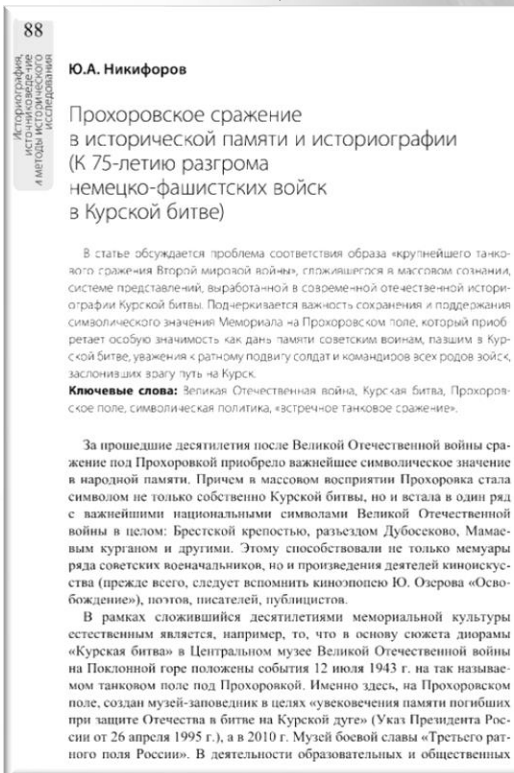 88
Историография,
источниковедение
и методы исторического
исследования
Ю.А. Никифоров
Прохоровское сражение
в исторической памяти и историографии
(К 75-летию разгрома
немецко-фашистских войск
в Курской битве)
В статье обсуждается проблема соответствия образа «крупнейшего танко-
вого сражения Второй мировой войны», сложившегося в массовом сознании,
системе представлений, выработанной в современной отечественной истори-
ографии Курской битвы. Подчеркивается важность сохранения и поддержания
символического значения Мемориала на Прохоровском поле, который приоб-
ретает особую значимость как дань памяти советским воинам, павшим в Кур-
ской битве, уважения к ратному подвигу солдат и командиров всех родов войск,
заслонивших врагу путь на Курск.
Ключевые слова: Великая Отечественная война, Курская битва, Прохоров-
ское поле, символическая политика, «встречное танковое сражение».
За прошедшие десятилетия после Великой Отечественной войны сра-
жение под Прохоровкой приобрело важнейшее символическое значение
в народной памяти. Причем в массовом восприятии Прохоровка стала
символом не только собственно Курской битвы, но и встала в один ряд
с важнейшими национальными символами Великой Отечественной
войны в целом: Брестской крепостью, разъездом Дубосеково, Мамае-
вым курганом и другими. Этому способствовали не только мемуары
ряда советских военачальников, но и произведения деятелей киноискус-
ства (прежде всего, следует вспомнить киноэпопею Ю. Озерова «Осво-
бождение»), поэтов, писателей, публицистов.
В рамках сложившийся десятилетиями мемориальной культуры
естественным является, например, то, что в основу сюжета диорамы
«Курская битва» в Центральном музее Великой Отечественной войны
на Поклонной горе положены события 12 июля 1943 г. на так называе-
мом танковом поле под Прохоровкой. Именно здесь, на Прохоровском
поле, создан музей-заповедник в целях «увековечения памяти погибших
при защите Отечества в битве на Курской дуге» (Указ Президента Рос-
сии от 26 апреля 1995 г.), а в 2010 г. Музей боевой славы «Третьего рат-
ного поля России». В деятельности образовательных и общественных